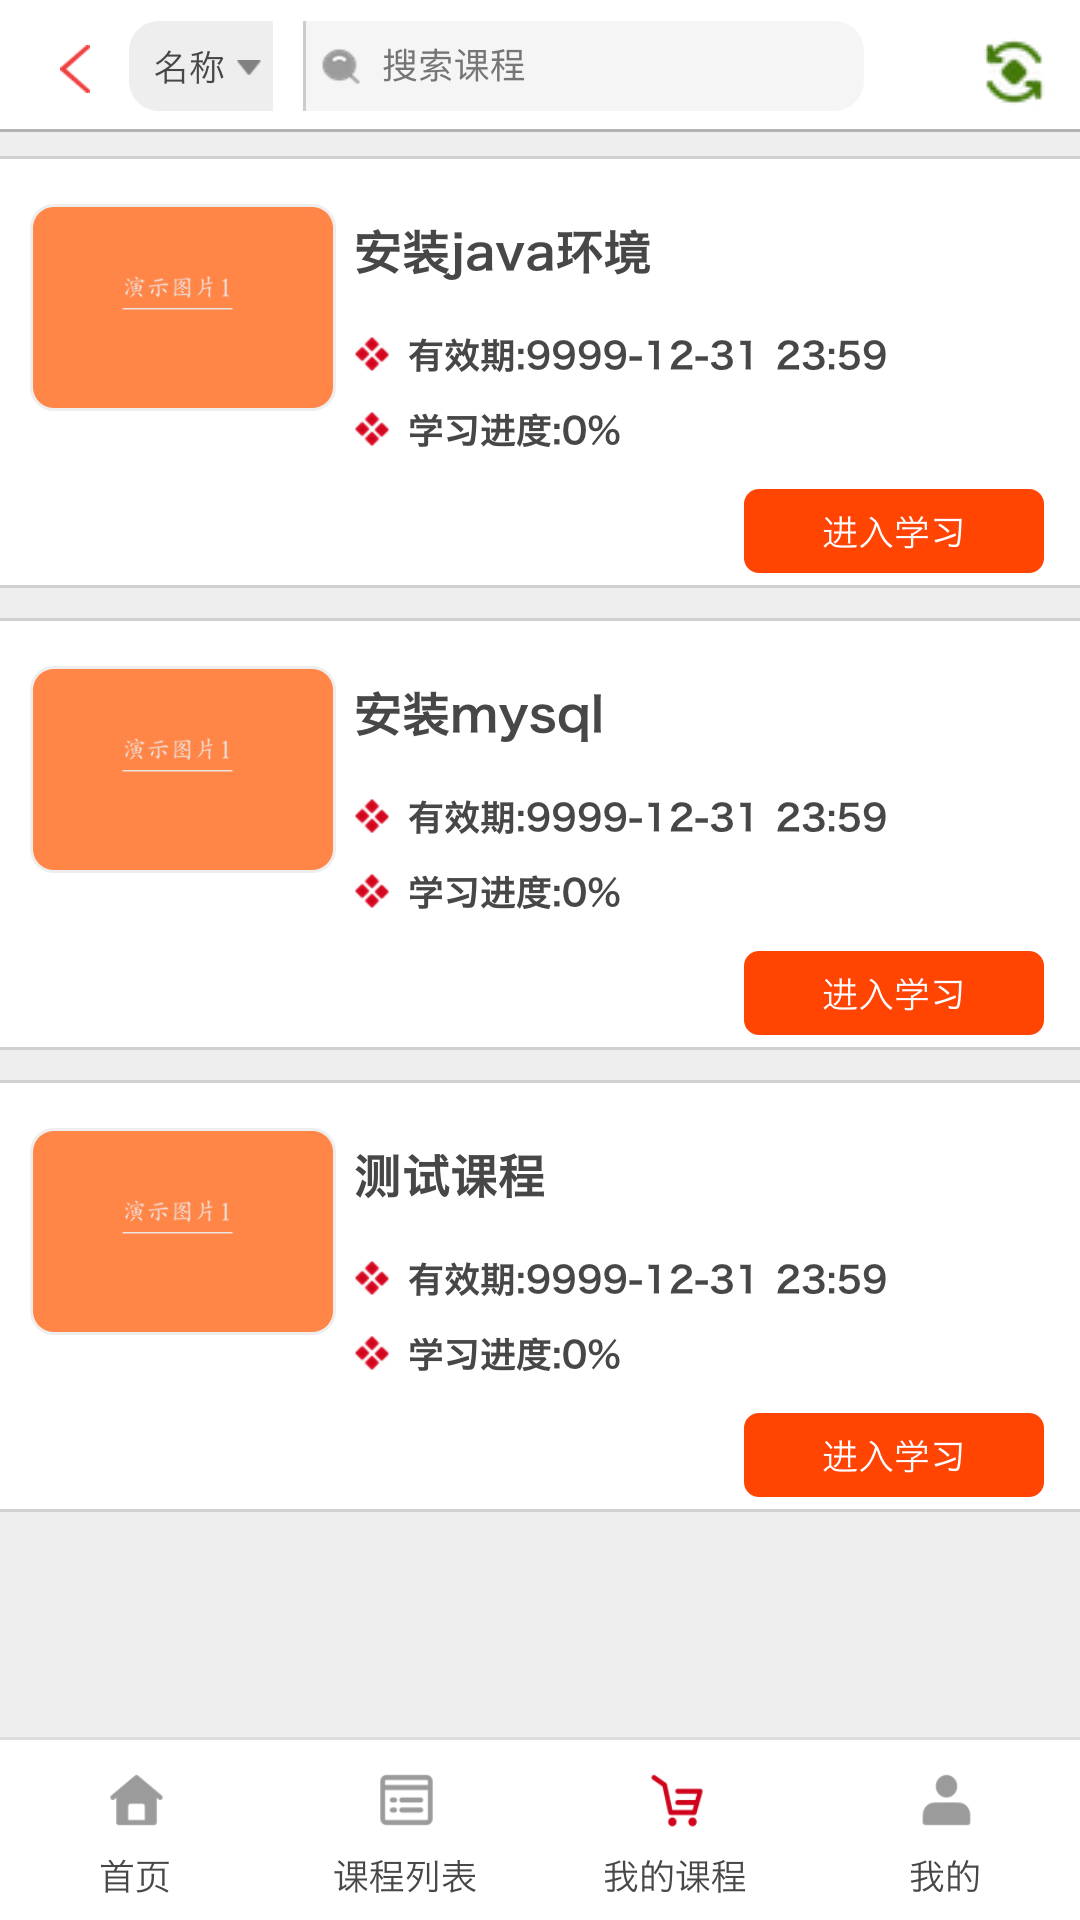 名称 搜索课程
演示图片1
安装java环境
有效期:9999-12-31 23:59
学习进度:0%
进入学习
演示图片1
安装mysql
有效期:9999-12-31 23:59
学习进度:0%
进入学习
演示图片1
测试课程
有效期:9999-12-31 23:59
学习进度:0%
进入学习
首页 课程列表 我的课程 我的